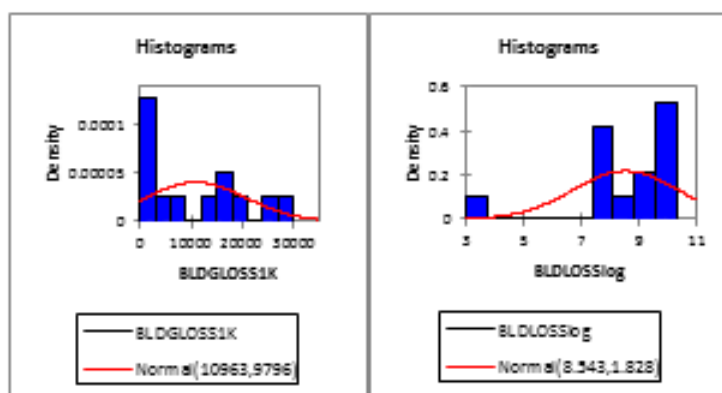 Histograms
0.0001
0.00005
0
Density
0 10000 20000 30000
BLDGLOSS1K
BLDGLOSS1K
Normal(10963,9796)
Histograms
0.6
0.4
0.2
0
Density
3 5 7 9 11
BLDLOSSlog
BLDLOSSlog
Normal(8.543,1.828)